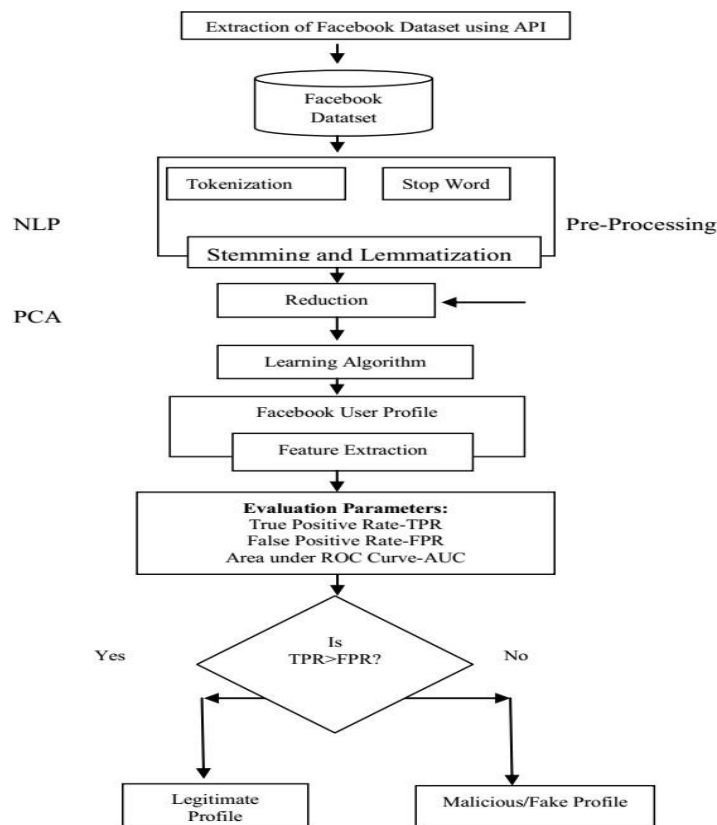 Extraction of Facebook Dataset using API
Facebook
Datatset
Tokenization
Stop Word
NLP
Pre-Processing
Stemming and Lemmatization
Reduction
PCA
Learning Algorithm
Facebook User Profile
Feature Extraction
Evaluation Parameters:
True Positive Rate-TPR
False Positive Rate-FPR
Area under ROC Curve-AUC
Is
TPR>FPR?
Yes
No
Legitimate
Profile
Malicious/Fake Profile